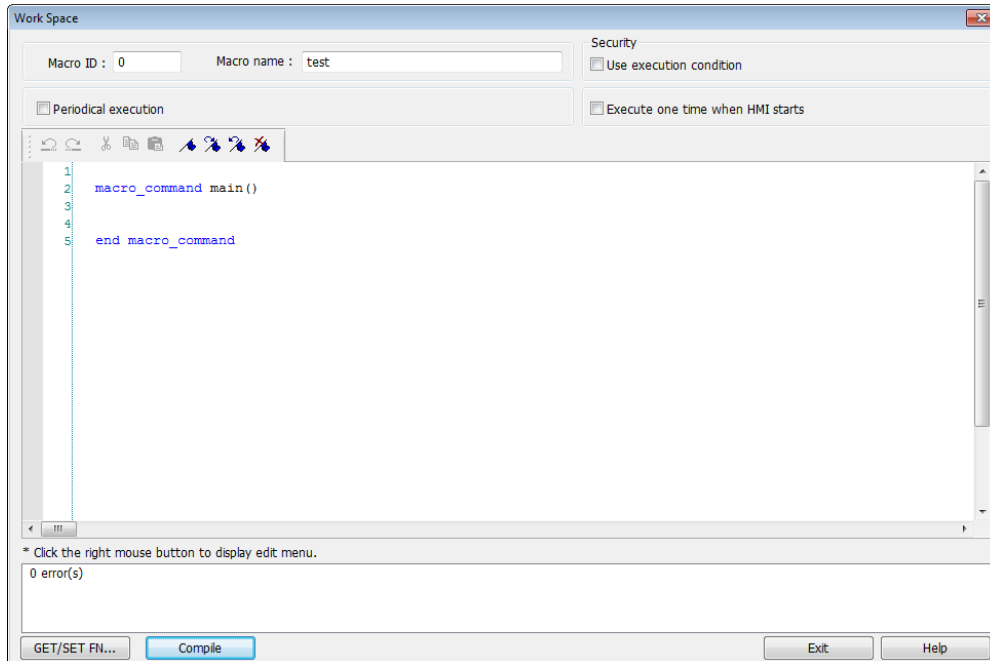 Work Space
Security
Macro ID : 0 Macro name : test
Use execution condition
Periodical execution
Execute one time when HMI starts
1
2 macro_command main()
3
4
5 end macro_command
* Click the right mouse button to display edit menu.
0 error(s)
GET/SET FN... Compile Exit Help